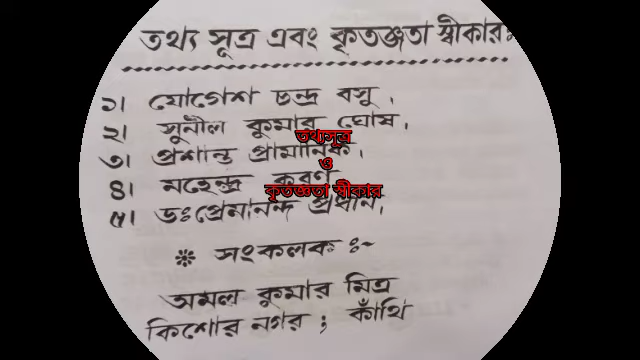 তথ্য সূত্র এবং কৃতজ্ঞতা স্বীকার:
১। যোগেশ চন্দ্র বসু,
২। সুনীল কুমার ঘোষ,
তথ্যসূত্র
৩। প্রশান্ত প্রামানিক,
ও
৪। মহেন্দ্র করণ
কৃতজ্ঞতা স্বীকার
৫। ডঃপ্রেমানন্দ প্রধান,
※ সংকলক :-
অমল কুমার মিত্র
কিশোর নগর ; কাঁথি